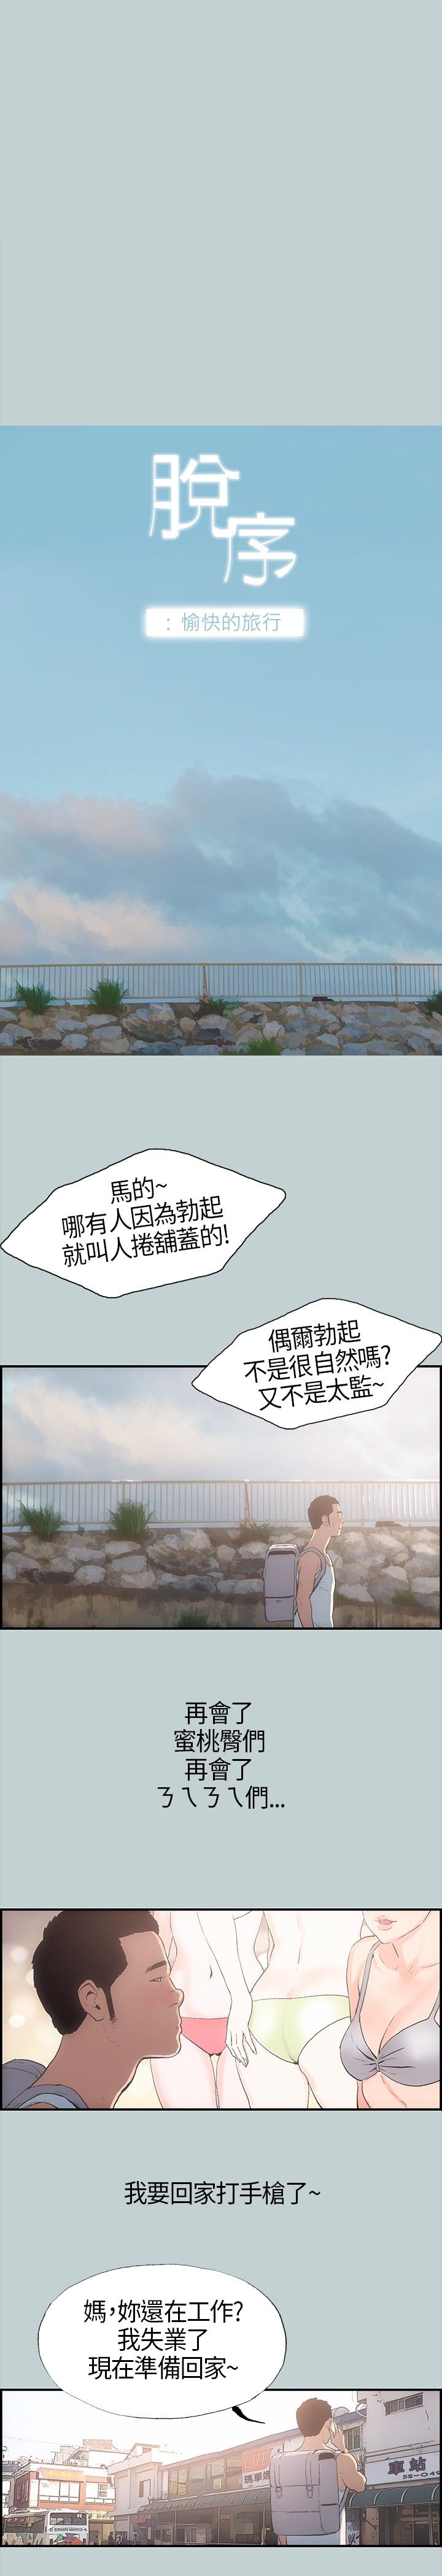 脫序
：愉快的旅行
馬的~
哪有人因為勃起
就叫人捲舖蓋的!
偶爾勃起
不是很自然嗎?
又不是太監~
再會了
蜜桃臀們
再會了
ㄋㄟㄋㄟ們...
我要回家打手槍了~
媽，妳還在工作?
我失業了
現在準備回家~
車站